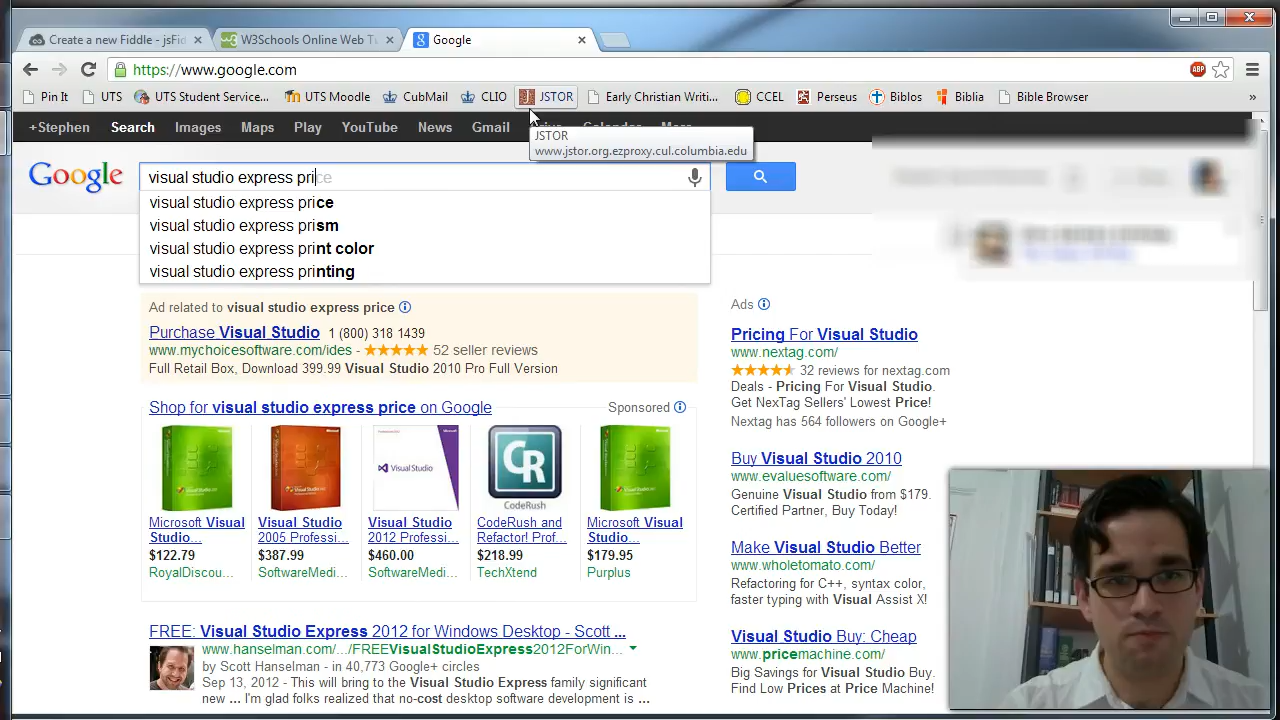 Create a new Fiddle - jsFid
W3Schools Online Web Tu
Google
https://www.google.com
ABP
Pin It
UTS
UTS Student Service...
UTS Moodle
CubMail
CLIO
JSTOR
Early Christian Writi...
CCEL
Perseus
Biblos
Biblia
Bible Browser
»
+Stephen
Search
Images
Maps
Play
YouTube
News
Gmail
JSTOR
www.jstor.org.ezproxy.cul.columbia.edu
Google
visual studio express price
visual studio express price
visual studio express prism
visual studio express print color
visual studio express printing
Ad related to visual studio express price
Purchase Visual Studio 1 (800) 318 1439
www.mychoicesoftware.com/ides - 52 seller reviews
Full Retail Box, Download 399.99 Visual Studio 2010 Pro Full Version
Shop for visual studio express price on Google
Sponsored
Visual Studio
CR
CodeRush
Microsoft Visual
Studio...
$122.79
RoyalDiscou...
Visual Studio
2005 Professi...
$387.99
SoftwareMedi...
Visual Studio
2012 Professi...
$460.00
SoftwareMedi...
CodeRush and
Refactor! Prof...
$218.99
TechXtend
Microsoft Visual
Studio...
$179.95
Purplus
FREE: Visual Studio Express 2012 for Windows Desktop - Scott ...
www.hanselman.com/.../FREEVisualStudioExpress2012ForWin...
by Scott Hanselman - in 40,773 Google+ circles
Sep 13, 2012 - This will bring to the Visual Studio Express family significant
new ... I'm glad folks realized that no-cost desktop software development is ...
Ads
Pricing For Visual Studio
www.nextag.com/
32 reviews for nextag.com
Deals - Pricing For Visual Studio.
Get NexTag Sellers' Lowest Price!
Nextag has 564 followers on Google+
Buy Visual Studio 2010
www.evaluesoftware.com/
Genuine Visual Studio from $179.
Certified Partner, Buy Today!
Make Visual Studio Better
www.wholetomato.com/
Refactoring for C++, syntax color,
faster typing with Visual Assist X!
Visual Studio Buy: Cheap
www.pricemachine.com/
Big Savings for Visual Studio Buy.
Find Low Prices at Price Machine!